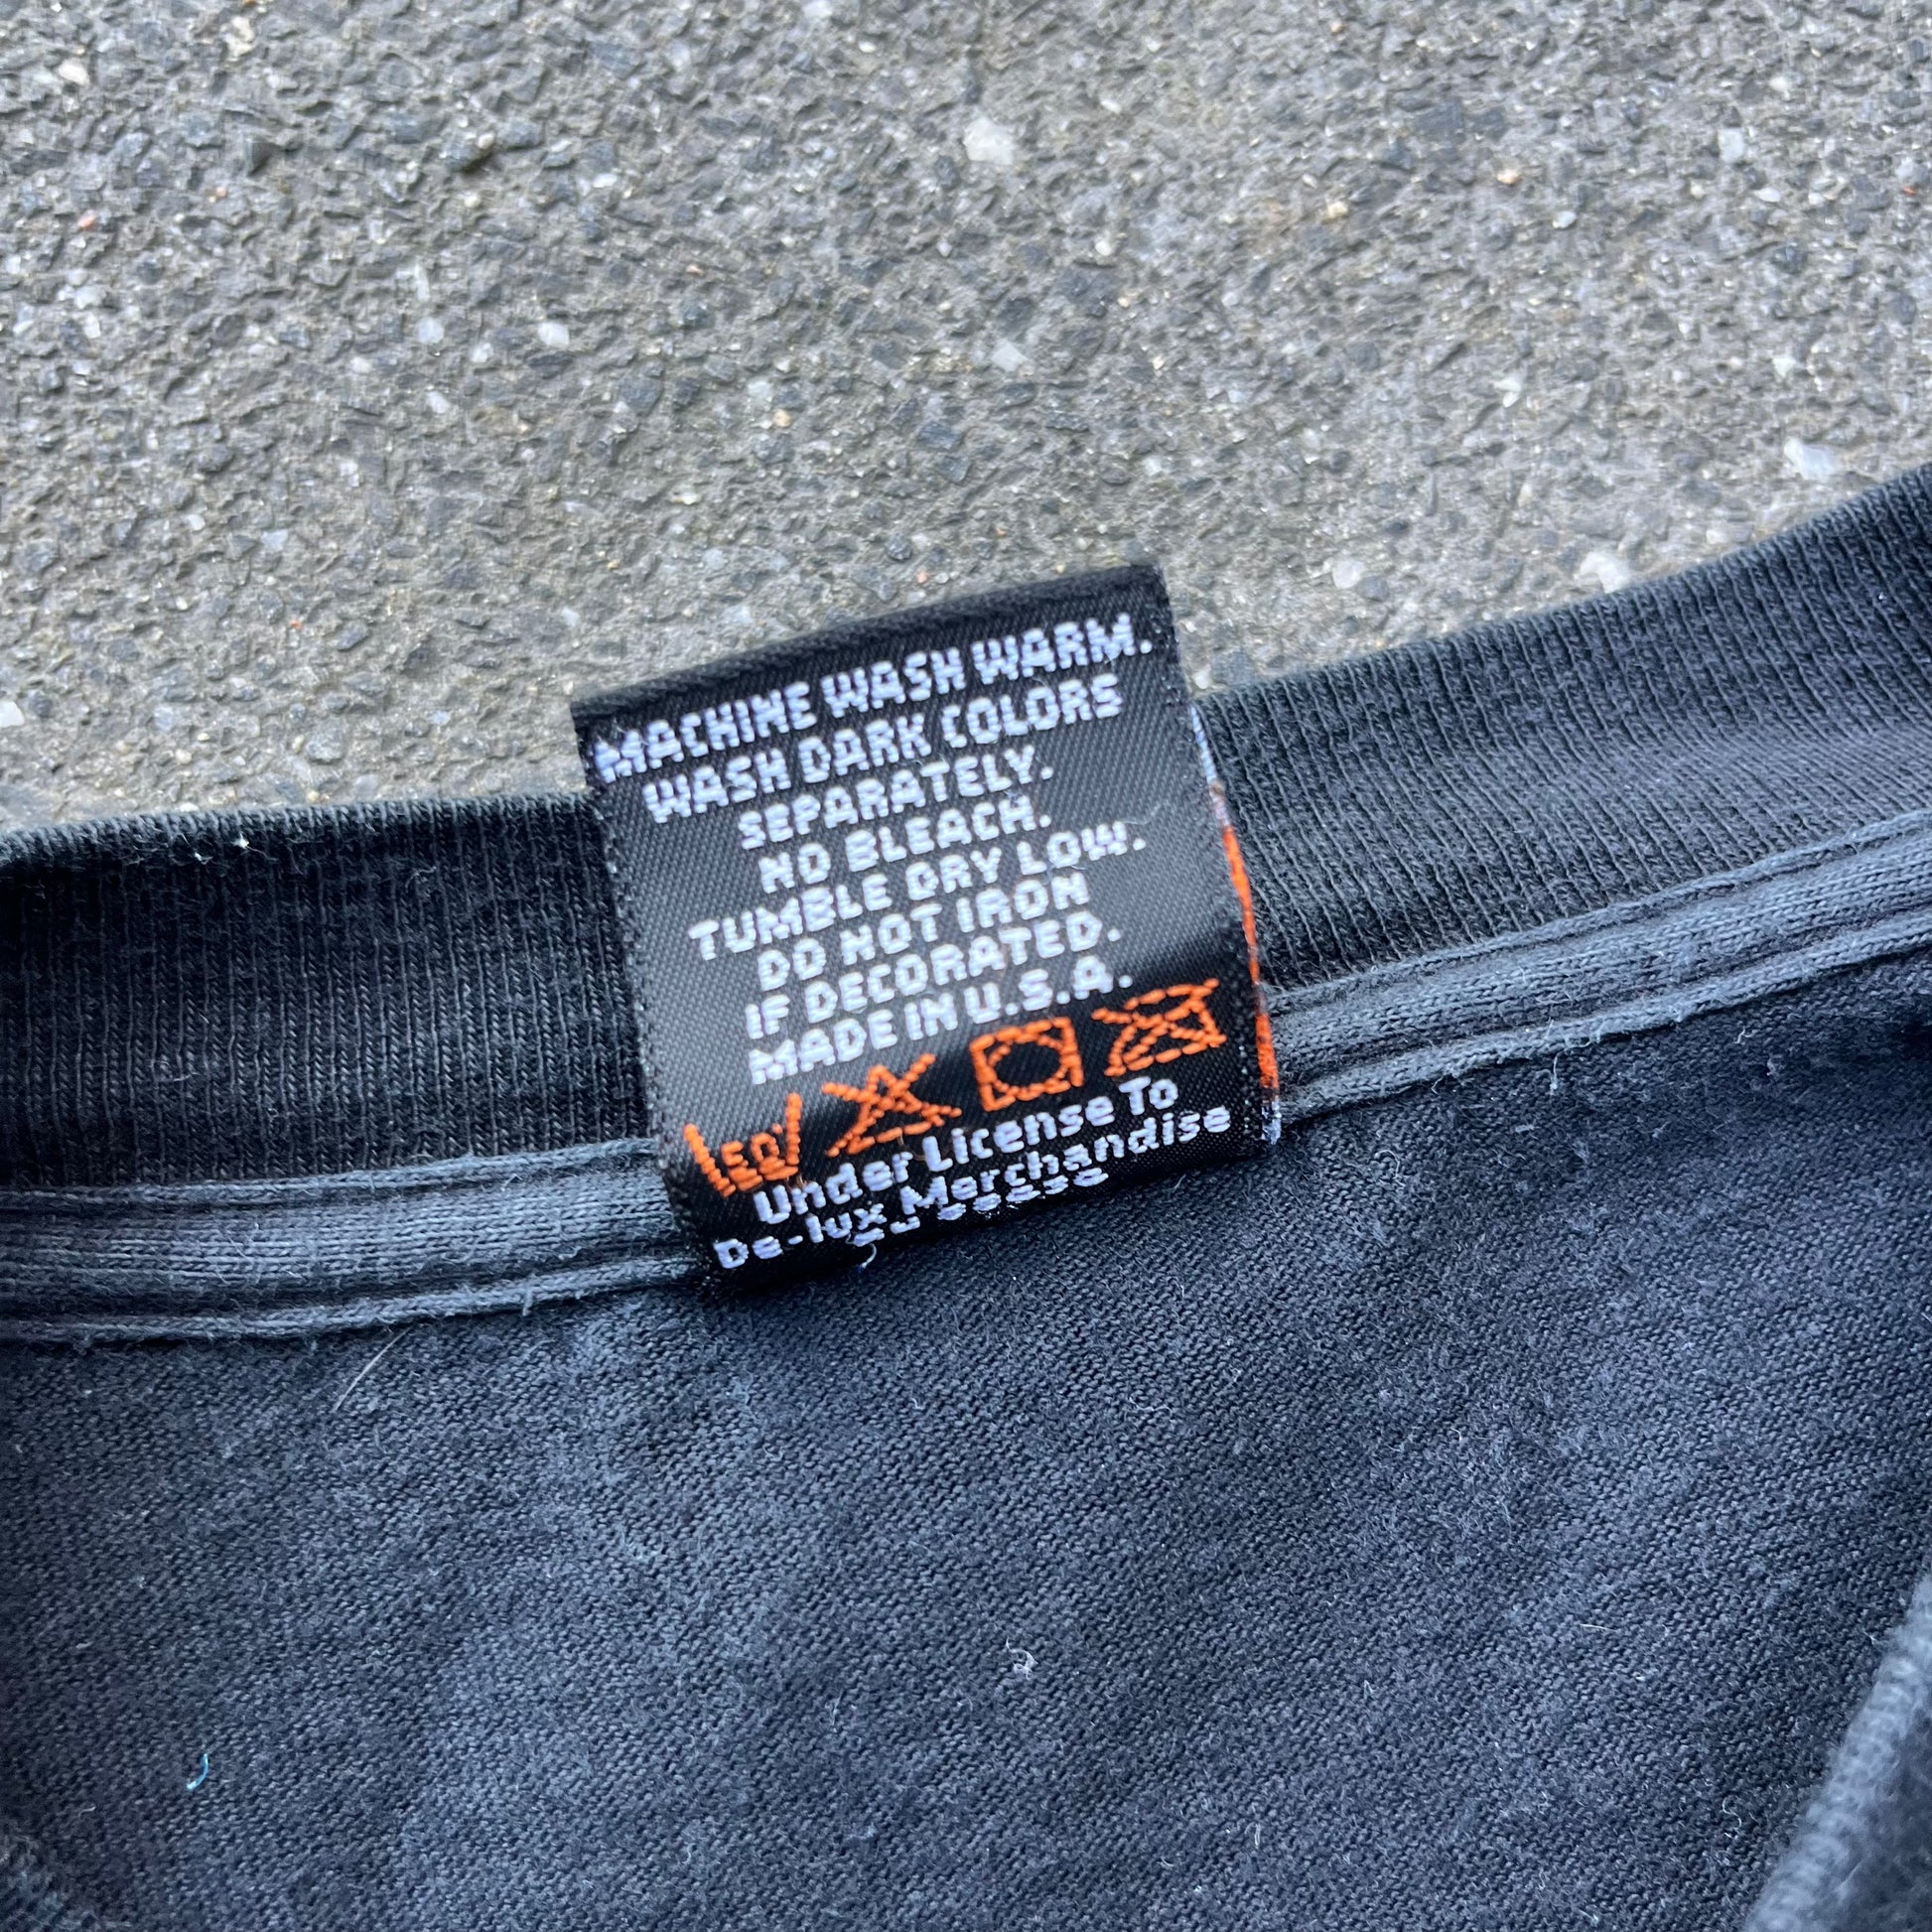 MACHINE WASH WARM.
WASH DARK COLORS
SEPARATELY.
NO BLEACH.
TUMBLE DRY LOW.
DO NOT IRON
IF DECORATED.
MADE IN U.S.A.
50°
Under License To
De-lux Merchandise